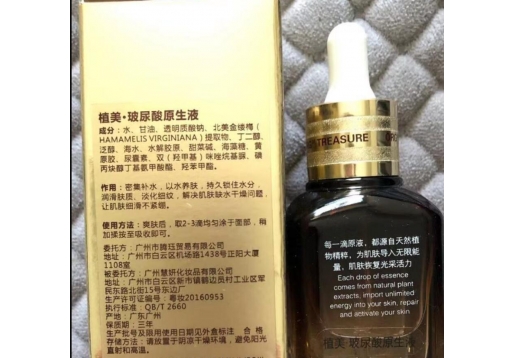 植美·玻尿酸原生液
成份：水、甘油、透明质酸钠、北美金缕梅
（HAMAMELIS VIRGINIANA）提取物、丁二醇、
泛醇、海水、水解胶原、甜菜碱、海藻糖、黄
原胶、尿囊素、双（羟甲基）咪唑烷基脲、碘
丙炔醇丁基氨甲酸酯、羟苯甲酯。
作用：密集补水，以水养肤，持久锁住水分，
润滑肤质、淡化细纹，解决肌肤缺水干燥问题，
让肌肤细滑不紧绷。
使用方法：爽肤后，取2-3滴均匀涂于面部，稍
加揉按至吸收即可。
委托方：广州市腾珏贸易有限公司
地址：广州市白云区机场路1438号正阳大厦
1108室
被委托方：广州慧妍化妆品有限公司
地址：广州市白云区新市镇鹤边员村工业区军
民东路北街15号等东楼
生产许可证编号：粤妆20160953
执行标准：QB/T 2660
产地：广东广州
保质期：三年
生产批号及限用使用日期见外盒标注 合格
存储方法：请放置于阴凉干燥环境，避免阳光
直射和高温。
TREASURE
每一滴原液，都源自天然植
物精粹，为肌肤导入无限能
量，肌肤恢复光采活力
Each drop of essence
comes from natural plant
extracts, import unlimited
energy into your skin, repair
and activate your skin
植美·玻尿酸原生液